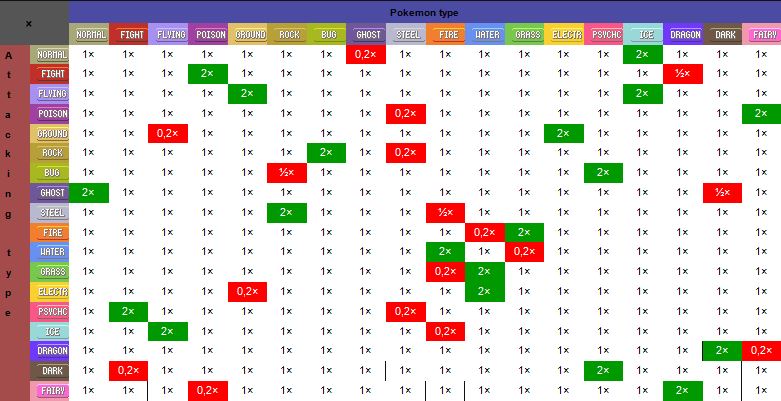 ×
Pokemon type
NORMAL FIGHT FLYING POISON GROUND ROCK BUG GHOST STEEL FIRE WATER GRASS ELECTR PSYCHC ICE DRAGON DARK FAIRY
A NORMAL 1× 1× 1× 1× 1× 1× 1× 0,2× 1× 1× 1× 1× 1× 1× 2× 1× 1× 1×
t FIGHT 1× 1× 1× 2× 1× 1× 1× 1× 1× 1× 1× 1× 1× 1× 1× ½× 1× 1×
t FLYING 1× 1× 1× 1× 2× 1× 1× 1× 1× 1× 1× 1× 1× 1× 2× 1× 1× 1×
a POISON 1× 1× 1× 1× 1× 1× 1× 1× 0,2× 1× 1× 1× 1× 1× 1× 1× 1× 2×
c GROUND 1× 1× 0,2× 1× 1× 1× 1× 1× 1× 1× 1× 1× 2× 1× 1× 1× 1× 1×
k ROCK 1× 1× 1× 1× 1× 1× 2× 1× 0,2× 1× 1× 1× 1× 1× 1× 1× 1× 1×
i BUG 1× 1× 1× 1× 1× ½× 1× 1× 1× 1× 1× 1× 1× 2× 1× 1× 1× 1×
n GHOST 2× 1× 1× 1× 1× 1× 1× 1× 1× 1× 1× 1× 1× 1× 1× 1× ½× 1×
g STEEL 1× 1× 1× 1× 1× 2× 1× 1× 1× ½× 1× 1× 1× 1× 1× 1× 1× 1×
FIRE 1× 1× 1× 1× 1× 1× 1× 1× 1× 1× 0,2× 2× 1× 1× 1× 1× 1× 1×
t WATER 1× 1× 1× 1× 1× 1× 1× 1× 1× 2× 1× 0,2× 1× 1× 1× 1× 1× 1×
y GRASS 1× 1× 1× 1× 1× 1× 1× 1× 1× 0,2× 2× 1× 1× 1× 1× 1× 1× 1×
p ELECTR 1× 1× 1× 1× 0,2× 1× 1× 1× 1× 1× 2× 1× 1× 1× 1× 1× 1× 1×
e PSYCHC 1× 2× 1× 1× 1× 1× 1× 1× 0,2× 1× 1× 1× 1× 1× 1× 1× 1× 1×
ICE 1× 1× 2× 1× 1× 1× 1× 1× 1× 0,2× 1× 1× 1× 1× 1× 1× 1× 1×
DRAGON 1× 1× 1× 1× 1× 1× 1× 1× 1× 1× 1× 1× 1× 1× 1× 1× 2× 0,2×
DARK 1× 0,2× 1× 1× 1× 1× 1× 1× 1× 1× 1× 1× 1× 2× 1× 1× 1× 1×
FAIRY 1× 1× 1× 0,2× 1× 1× 1× 1× 1× 1× 1× 1× 1× 1× 1× 2× 1× 1×